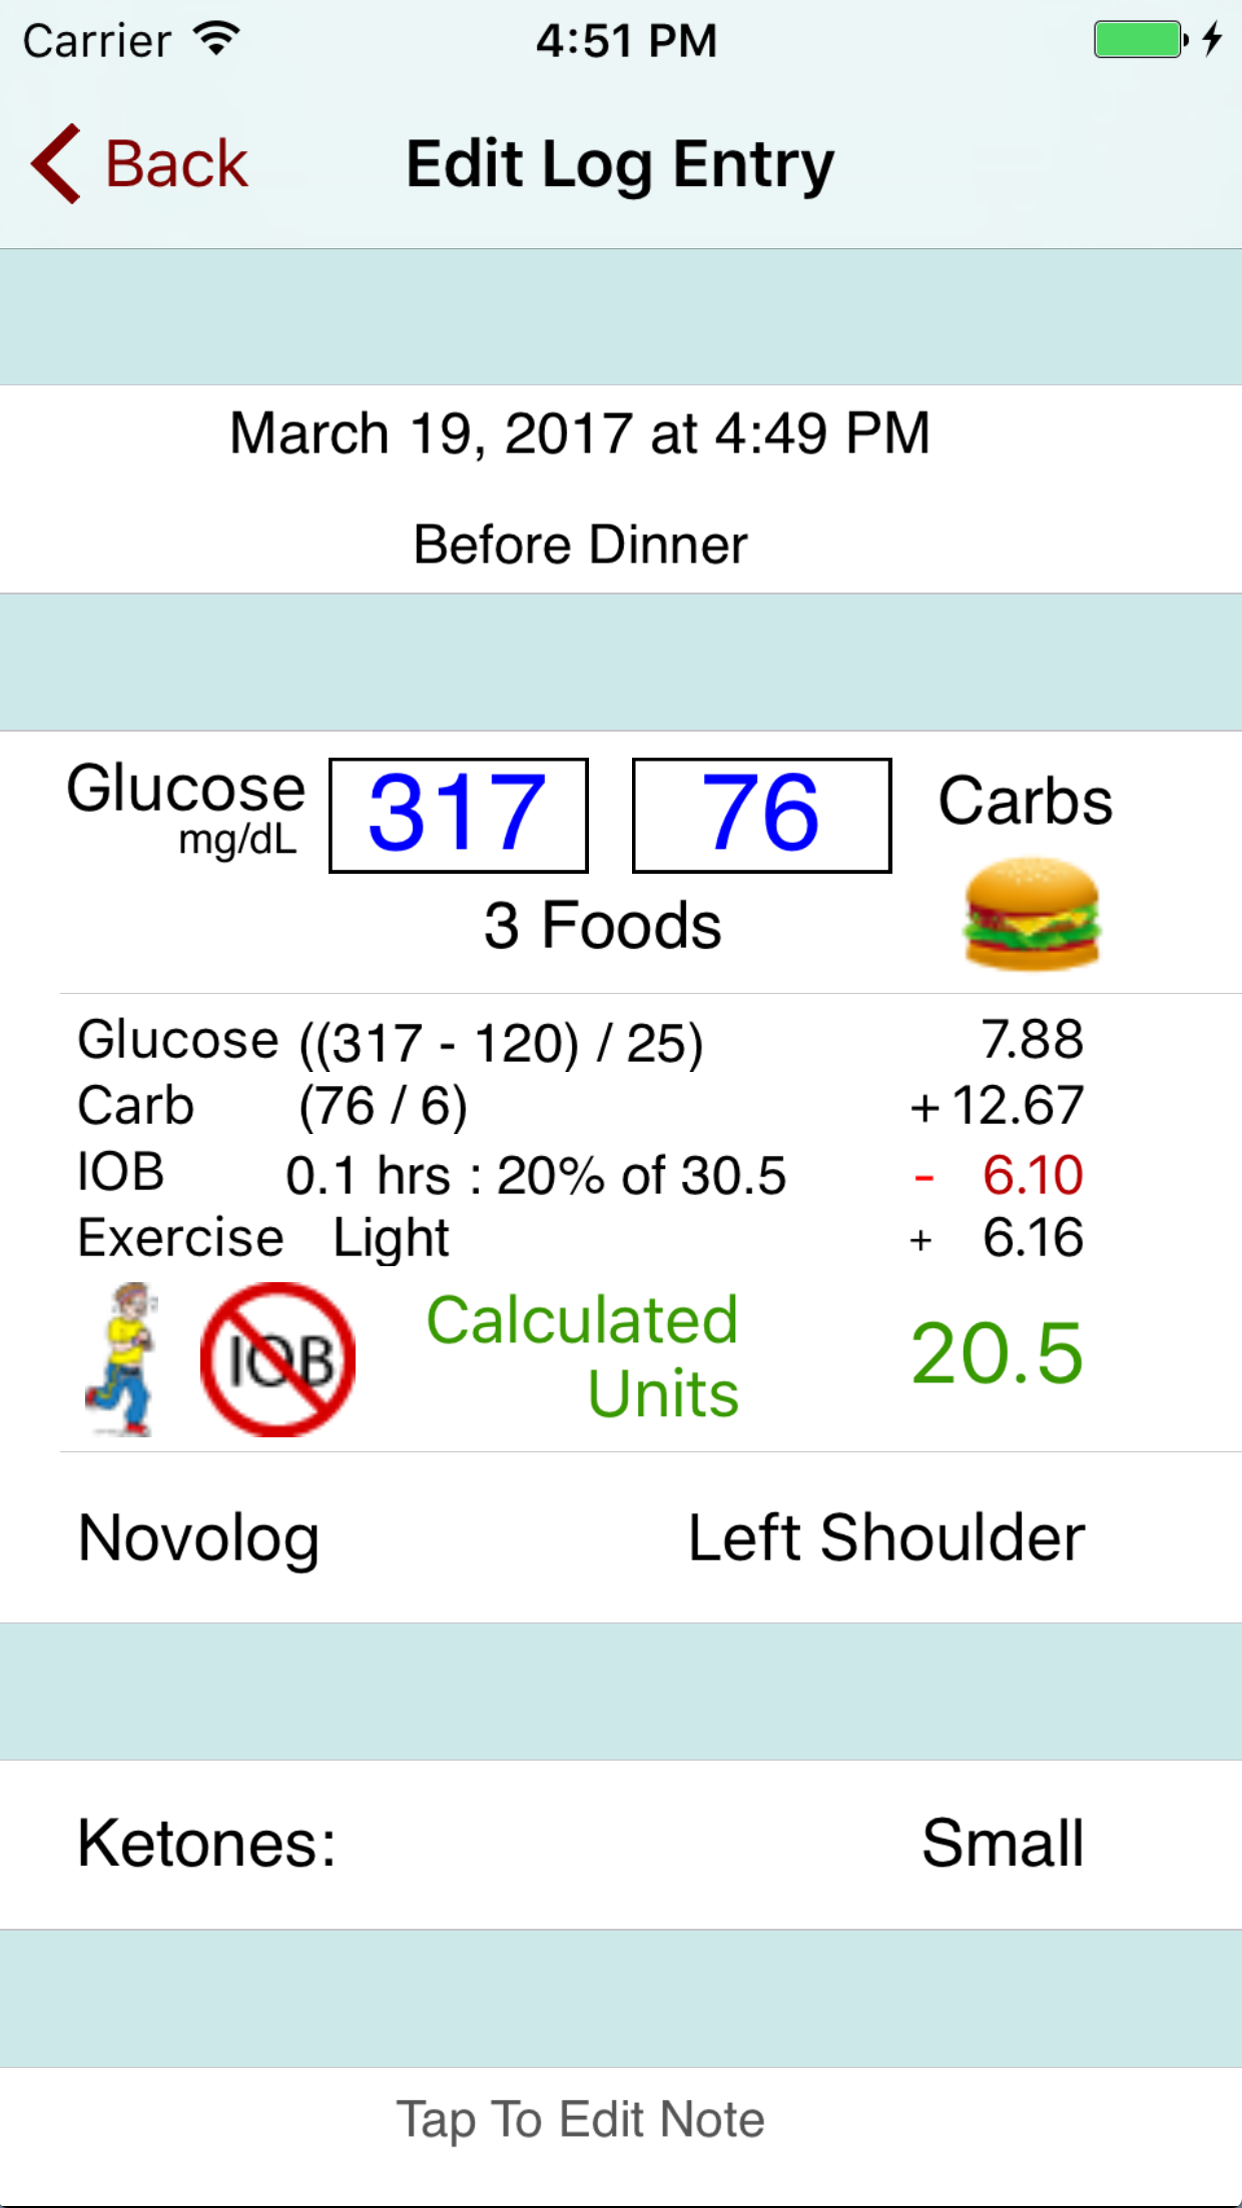 Carrier 4:51 PM
Back Edit Log Entry
March 19, 2017 at 4:49 PM
Before Dinner
Glucose 317 76 Carbs
mg/dL
3 Foods
Glucose ((317 - 120) / 25) 7.88
Carb (76 / 6) + 12.67
IOB 0.1 hrs : 20% of 30.5 - 6.10
Exercise Light + 6.16
IOB Calculated Units 20.5
Novolog Left Shoulder
Ketones: Small
Tap To Edit Note